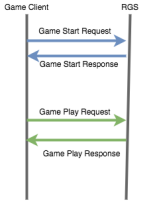 Game Client RGS
Game Start Request
Game Start Response
Game Play Request
Game Play Response